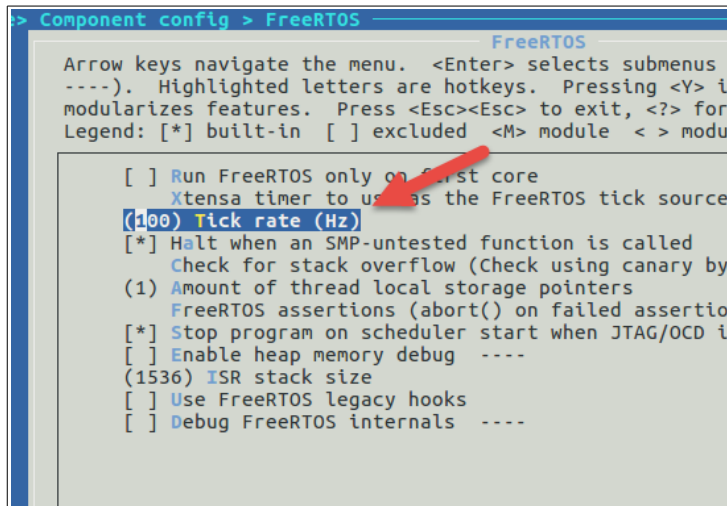 > Component config > FreeRTOS
FreeRTOS
Arrow keys navigate the menu. <Enter> selects submenus
----). Highlighted letters are hotkeys. Pressing <Y> i
modularizes features. Press <Esc><Esc> to exit, <?> for
Legend: [*] built-in [ ] excluded <M> module < > modu
[ ] Run FreeRTOS only on first core
Xtensa timer to use as the FreeRTOS tick source
(100) Tick rate (Hz)
[*] Halt when an SMP-untested function is called
Check for stack overflow (Check using canary by
(1) Amount of thread local storage pointers
FreeRTOS assertions (abort() on failed assertio
[*] Stop program on scheduler start when JTAG/OCD i
[ ] Enable heap memory debug ----
(1536) ISR stack size
[ ] Use FreeRTOS legacy hooks
[ ] Debug FreeRTOS internals ----